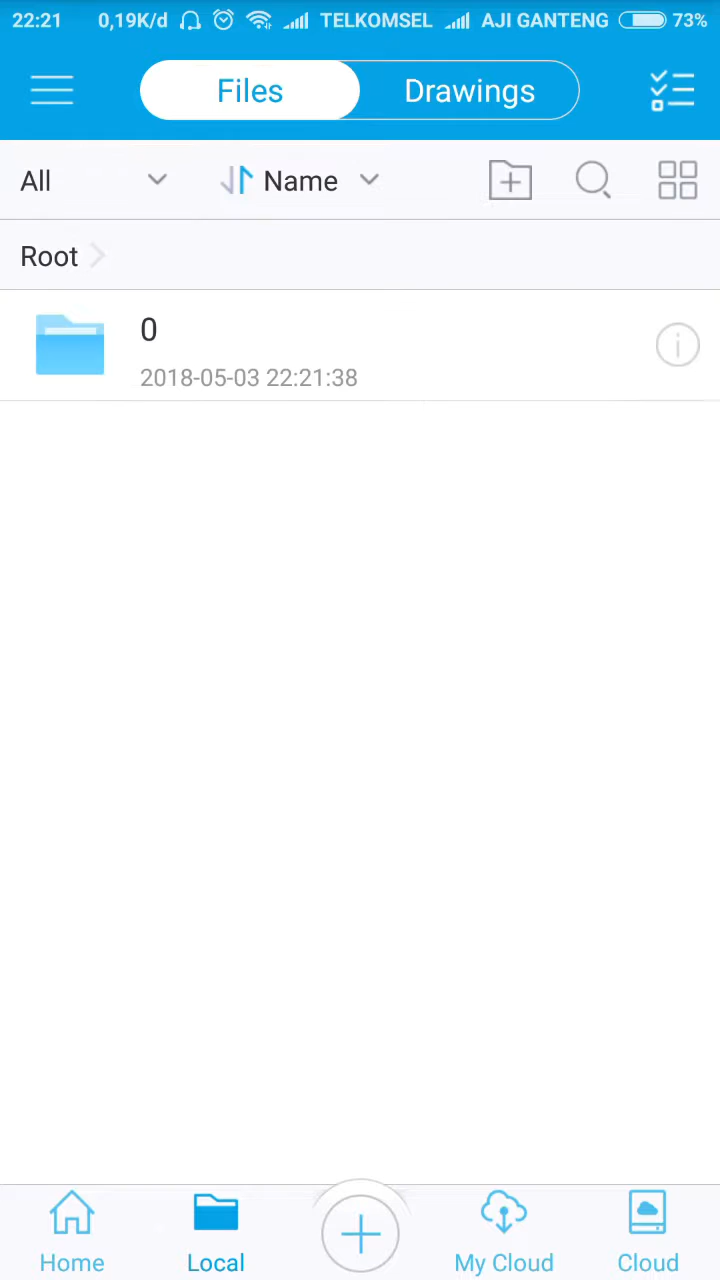 22:21 0,19K/d TELKOMSEL AJI GANTENG 73%
Files Drawings
All Name
Root
0
2018-05-03 22:21:38
Home Local My Cloud Cloud